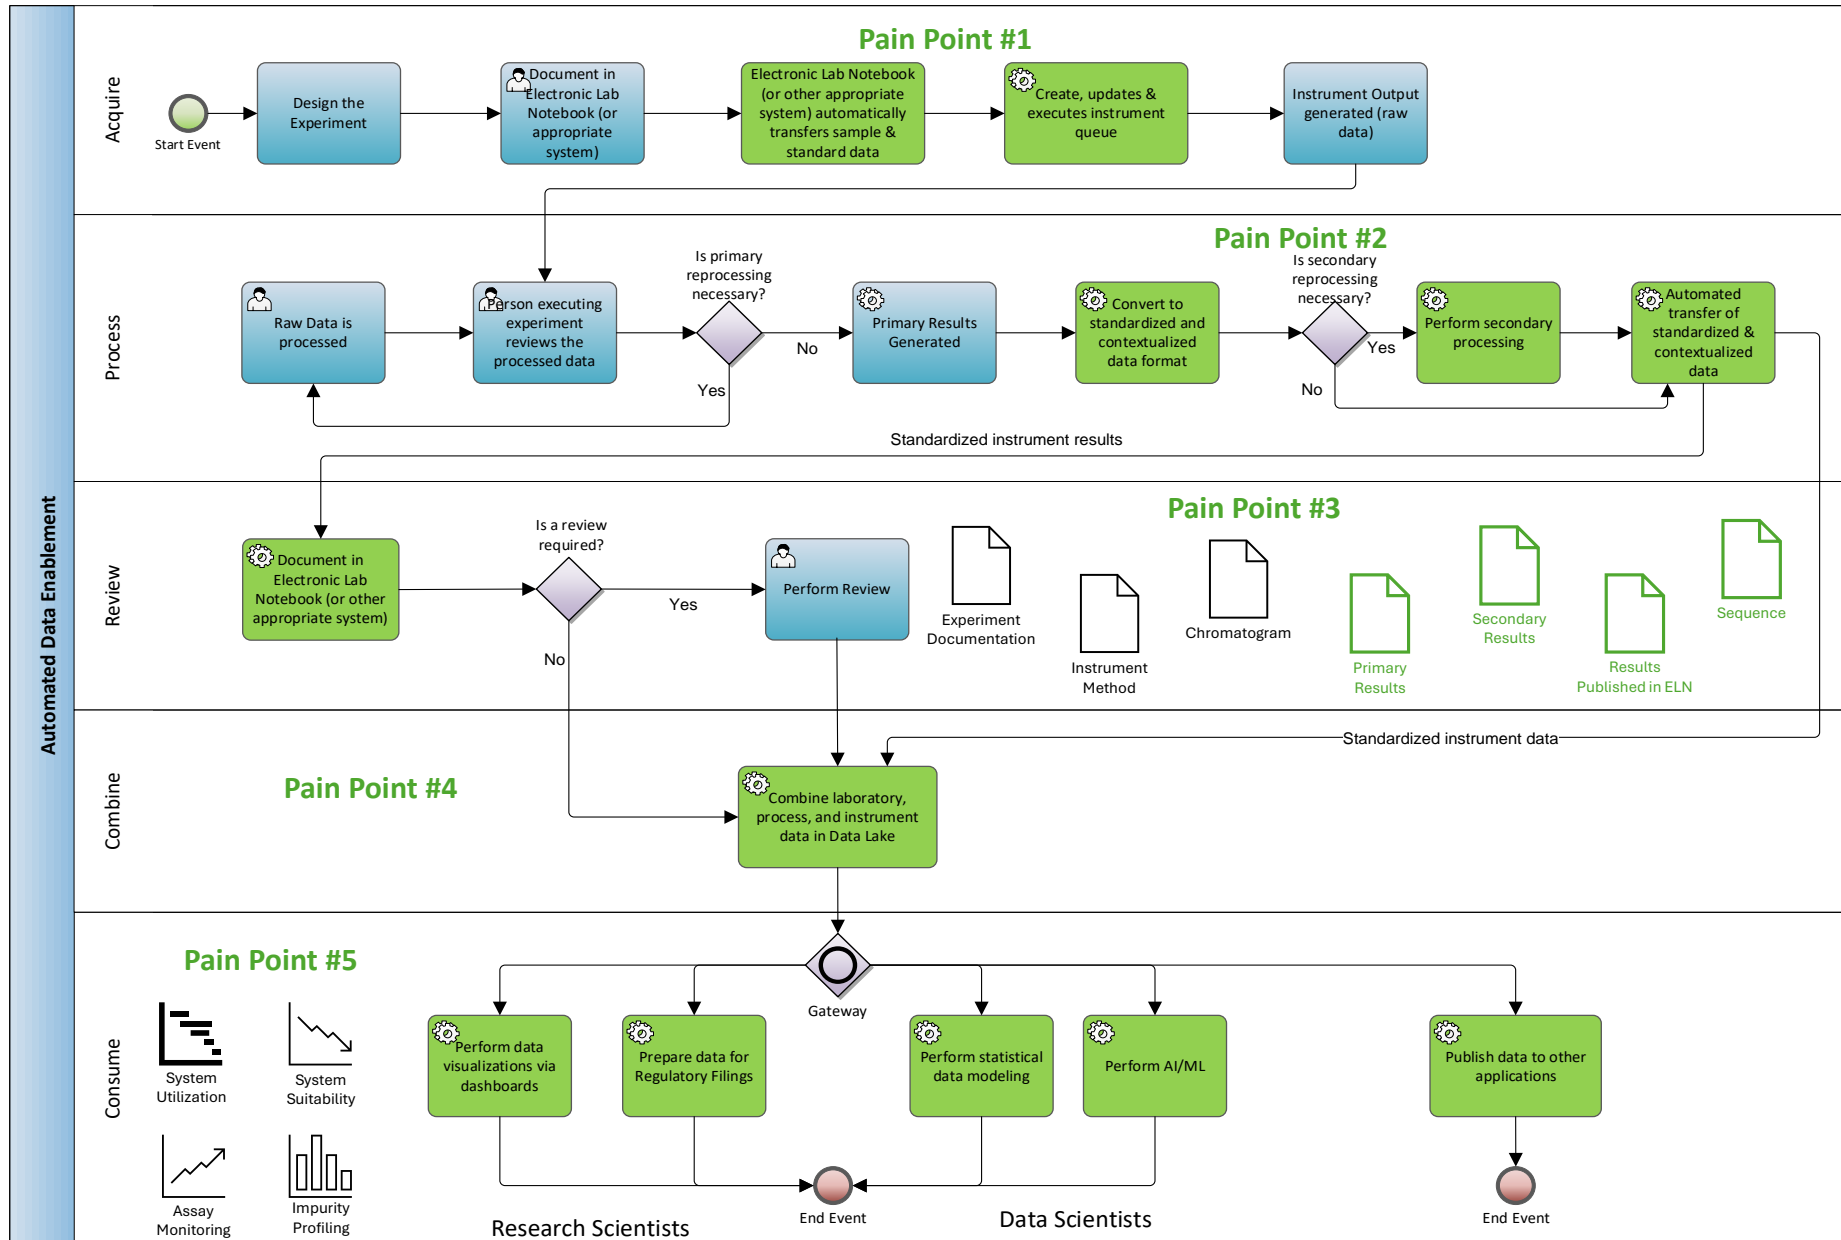 Automated Data Enablement
Acquire
Pain Point #1
Start Event
Design the
Experiment
Document in
Electronic Lab
Notebook (or
appropriate
system)
Electronic Lab Notebook
(or other appropriate
system) automatically
transfers sample &
standard data
Create, updates &
executes instrument
queue
Instrument Output
generated (raw
data)
Process
Pain Point #2
Raw Data is
processed
Person executing
experiment
reviews the
processed data
Is primary
reprocessing
necessary?
No
Yes
Primary Results
Generated
Convert to
standardized and
contextualized
data format
Is secondary
reprocessing
necessary?
Yes
No
Perform secondary
processing
Automated
transfer of
standardized &
contextualized
data
Standardized instrument results
Review
Pain Point #3
Document in
Electronic Lab
Notebook (or other
appropriate system)
Is a review
required?
Yes
No
Perform Review
Experiment
Documentation
Instrument
Method
Chromatogram
Primary
Results
Secondary
Results
Results
Published in ELN
Sequence
Combine
Pain Point #4
Standardized instrument data
Combine laboratory,
process, and instrument
data in Data Lake
Consume
Pain Point #5
System
Utilization
System
Suitability
Assay
Monitoring
Impurity
Profiling
Gateway
Perform data
visualizations via
dashboards
Prepare data for
Regulatory Filings
Perform statistical
data modeling
Perform AI/ML
Publish data to other
applications
Research Scientists
End Event
Data Scientists
End Event